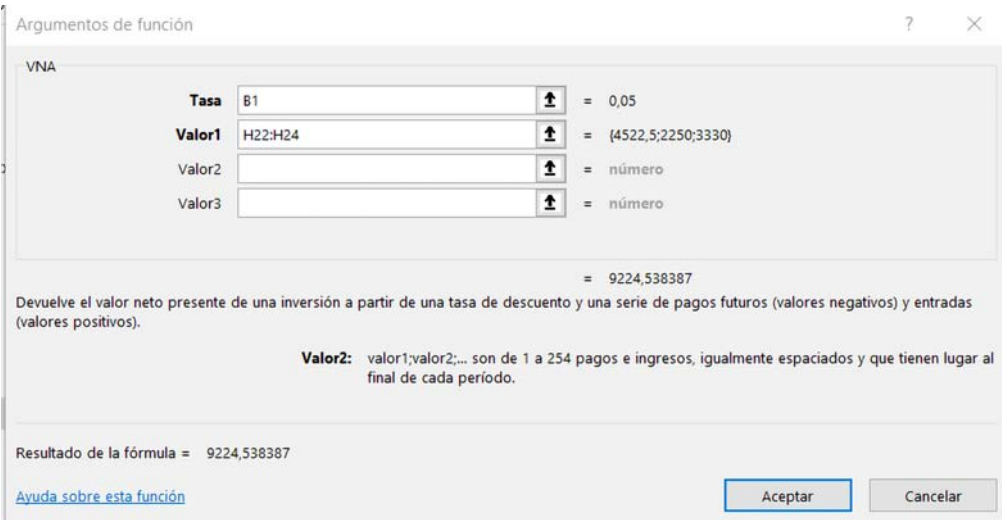 Argumentos de función ? ×
VNA
Tasa B1 = 0,05
Valor1 H22:H24 = {4522,5;2250;3330}
Valor2 = número
Valor3 = número
= 9224,538387
Devuelve el valor neto presente de una inversión a partir de una tasa de descuento y una serie de pagos futuros (valores negativos) y entradas
(valores positivos).
Valor2: valor1;valor2;... son de 1 a 254 pagos e ingresos, igualmente espaciados y que tienen lugar al
final de cada período.
Resultado de la fórmula = 9224,538387
Ayuda sobre esta función Aceptar Cancelar